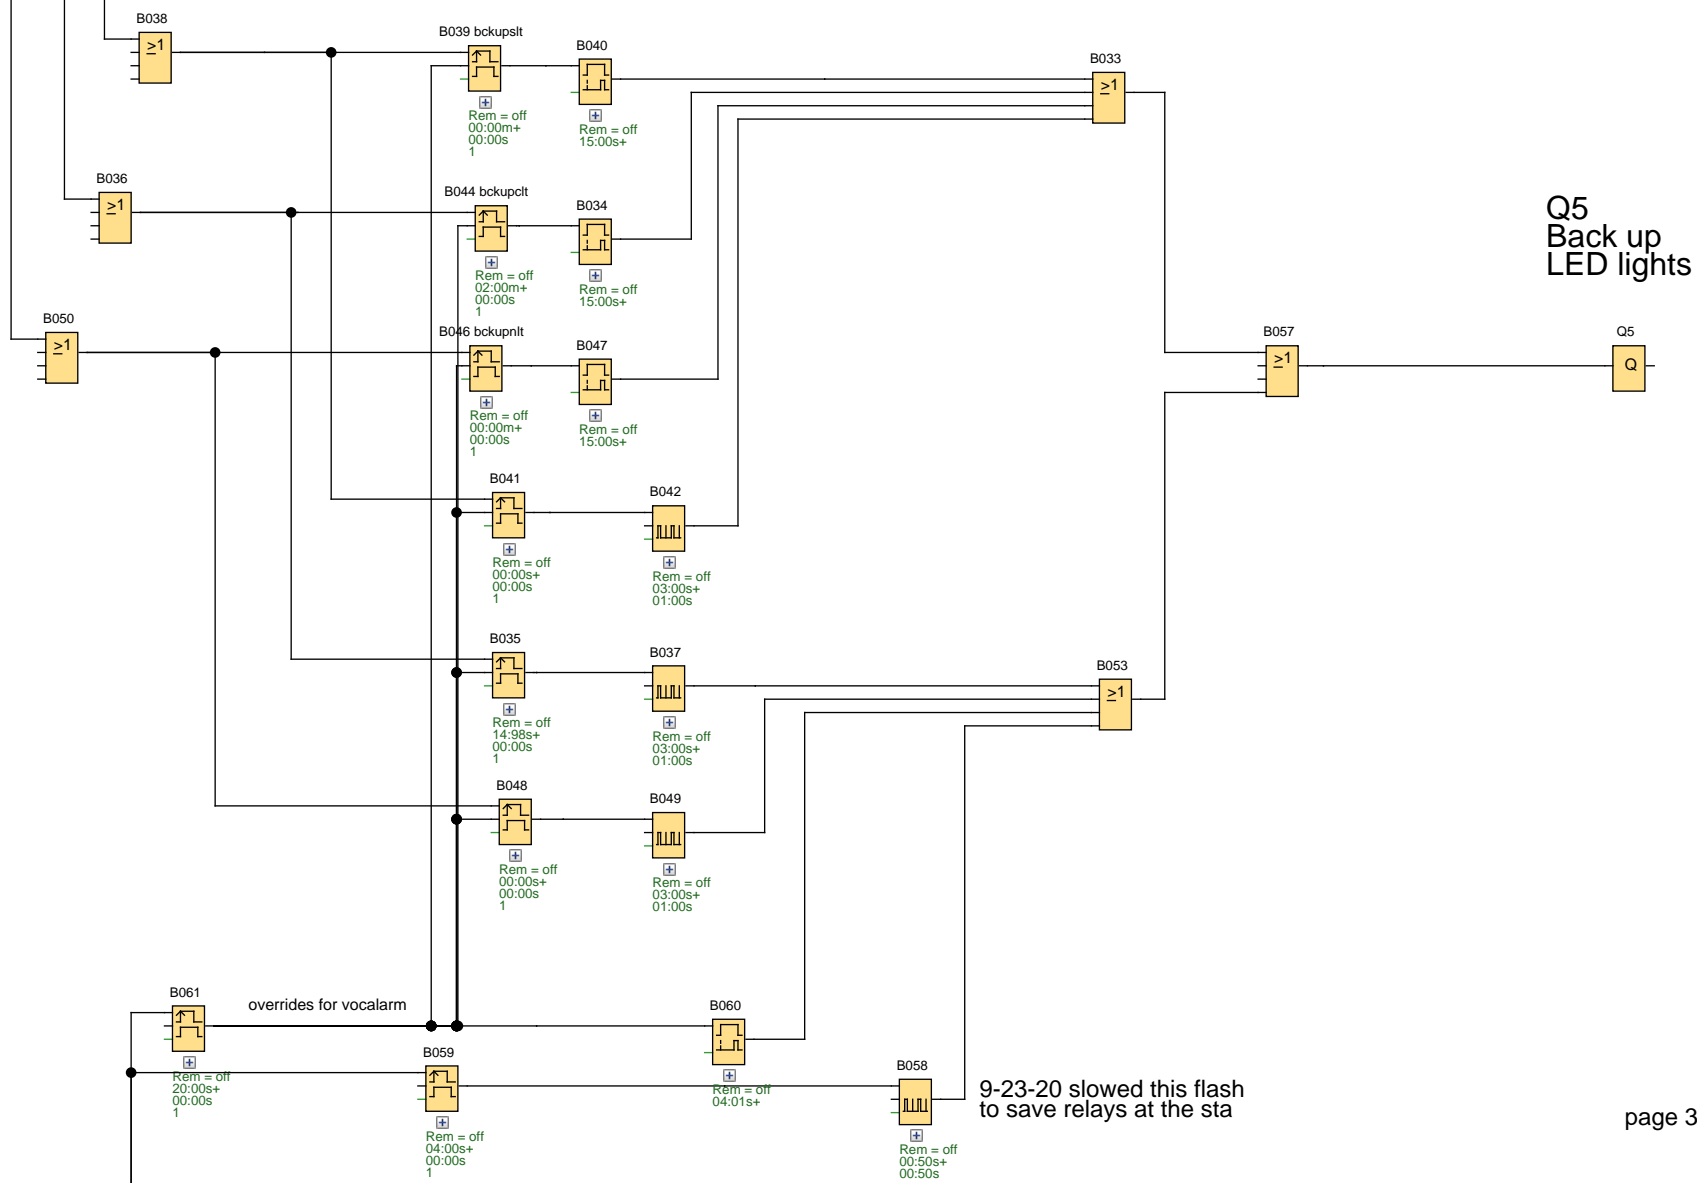 B038
≥1
B039 bckupslt
Rem = off
00:00m+
00:00s
1
B040
Rem = off
15:00s+
B033
≥1
B036
≥1
B044 bckupclt
Rem = off
02:00m+
00:00s
1
B034
Rem = off
15:00s+
Q5
Back up
LED lights
B050
≥1
B046 bckupnlt
Rem = off
00:00m+
00:00s
1
B047
Rem = off
15:00s+
B057
≥1
Q5
Q
B041
Rem = off
00:00s+
00:00s
1
B042
Rem = off
03:00s+
01:00s
B035
Rem = off
14:98s+
00:00s
1
B037
Rem = off
03:00s+
01:00s
B053
≥1
B048
Rem = off
00:00s+
00:00s
1
B049
Rem = off
03:00s+
01:00s
B061
Rem = off
20:00s+
00:00s
1
overrides for vocalarm
B059
Rem = off
04:00s+
00:00s
1
B060
Rem = off
04:01s+
B058
Rem = off
00:50s+
00:50s
9-23-20 slowed this flash
to save relays at the sta
page 3